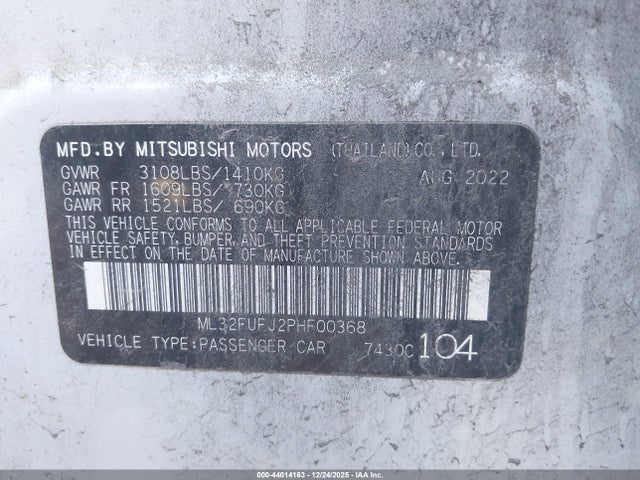 MFD.BY MITSUBISHI MOTORS (THAILAND)CO.,LTD.
GVWR 3108LBS/1410KG AUG 2022
GAWR FR 1609LBS/ 730KG
GAWR RR 1521LBS/ 690KG
THIS VEHICLE CONFORMS TO ALL APPLICABLE FEDERAL MOTOR
VEHICLE SAFETY, BUMPER, AND THEFT PREVENTION STANDARDS
IN EFFECT ON THE DATE OF MANUFACTURE SHOWN ABOVE.
ML32FUFJ2PHF00368
VEHICLE TYPE:PASSENGER CAR 7430C 104
000-44014163 - 12/24/2025 - IAAI.COM